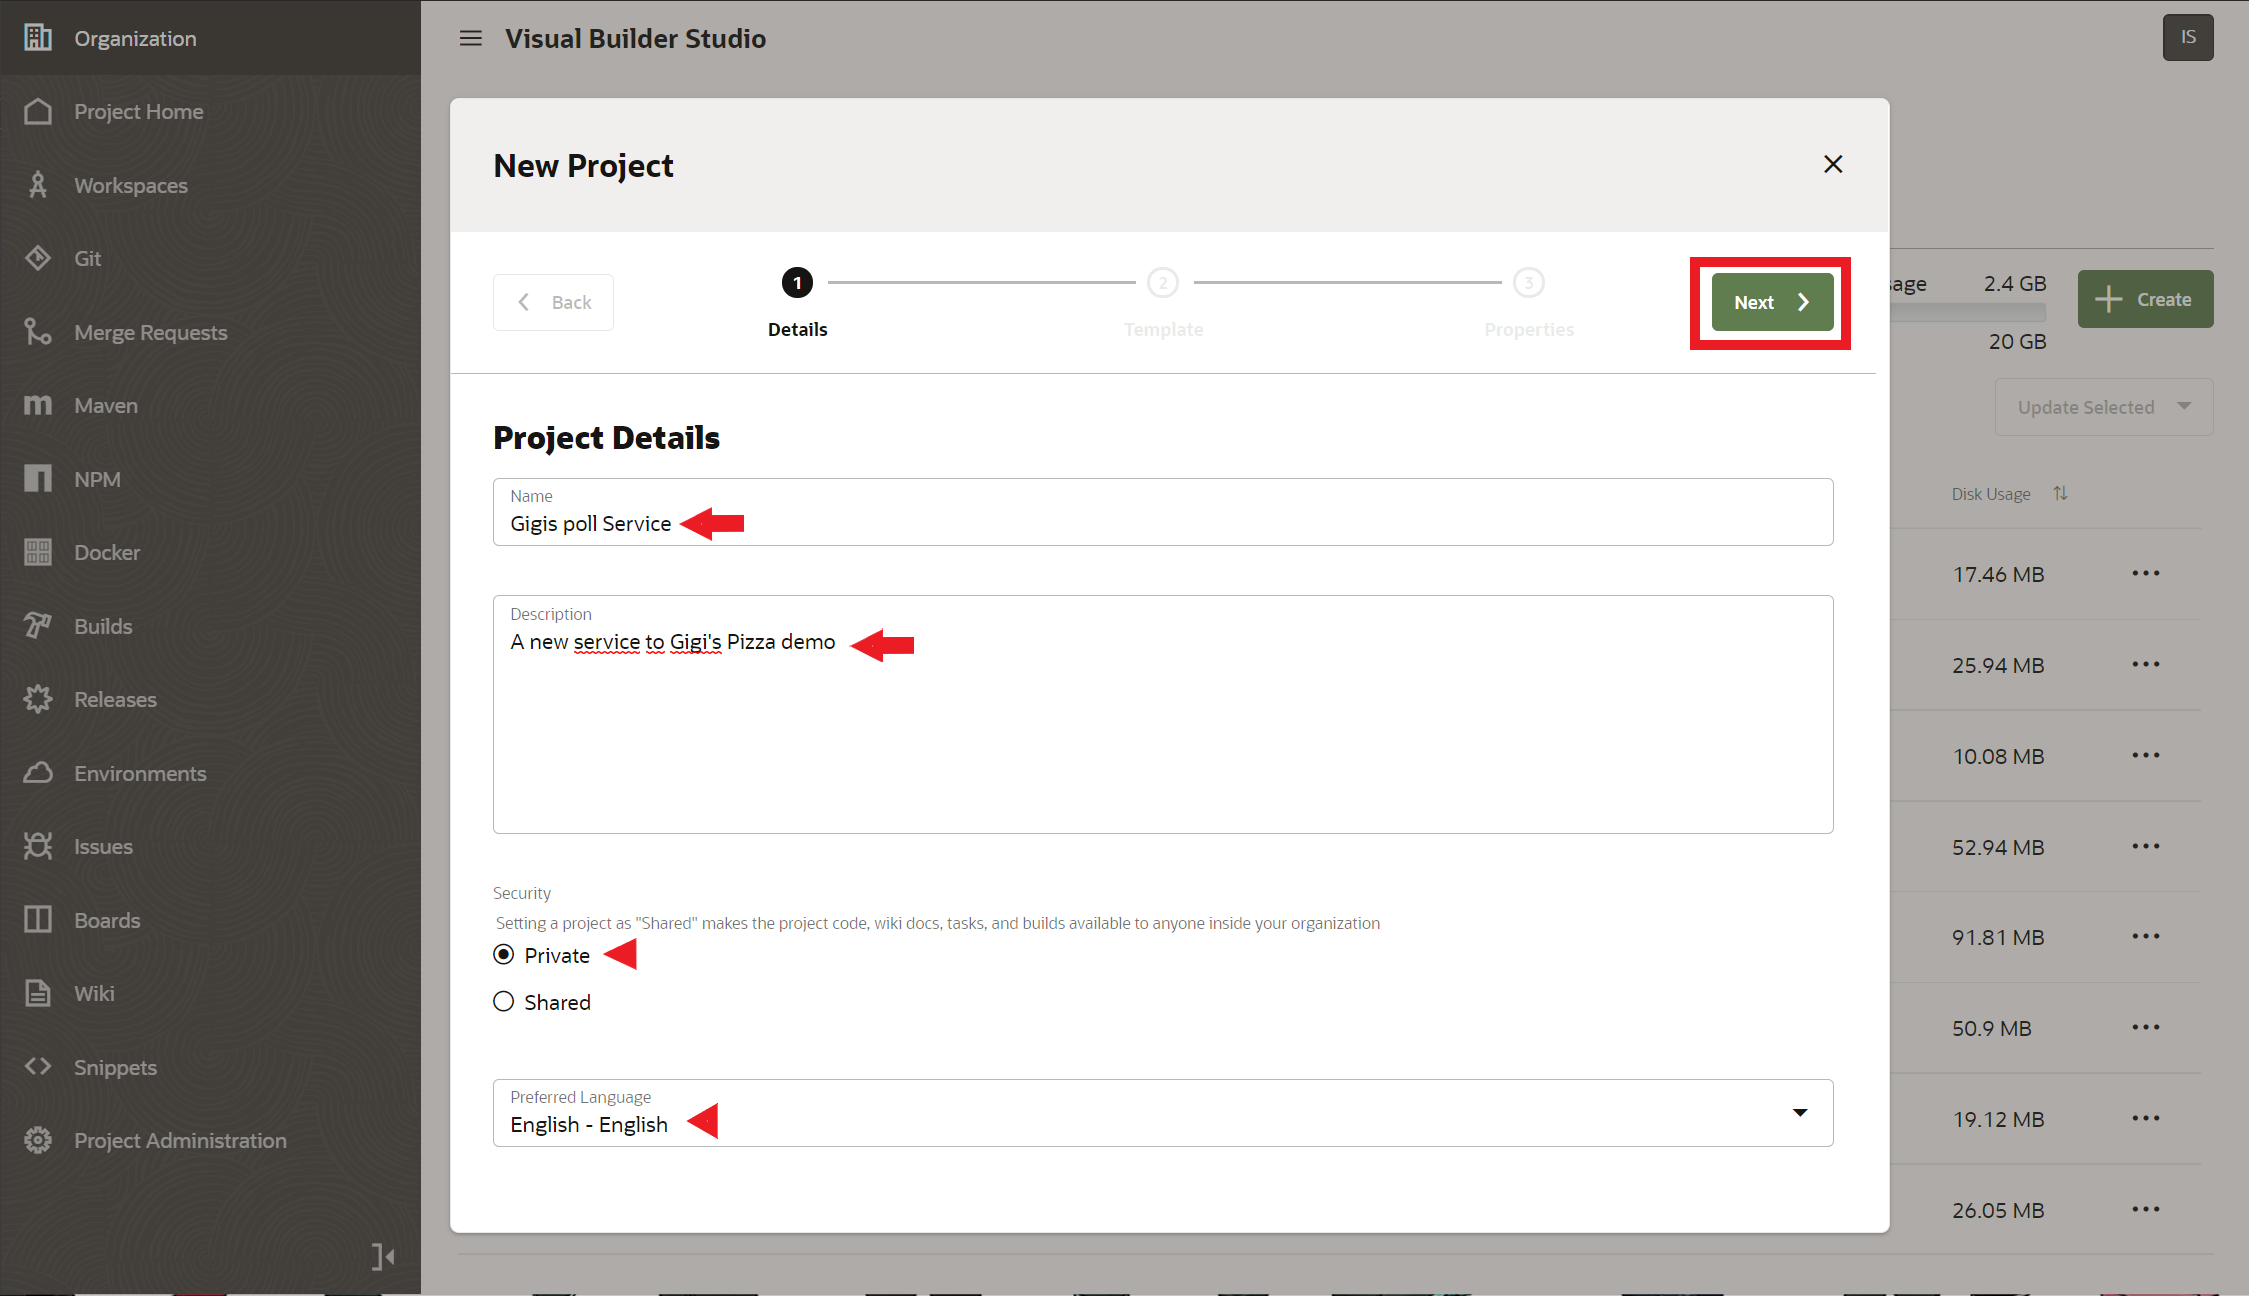 Organization
Project Home
Workspaces
Git
Merge Requests
Maven
NPM
Docker
Builds
Releases
Environments
Issues
Boards
Wiki
Snippets
Project Administration
Visual Builder Studio
IS
New Project
Back
1
Details
2
Template
3
Properties
Next
Project Details
Name
Gigis poll Service
Description
A new service to Gigi's Pizza demo
Security
Setting a project as "Shared" makes the project code, wiki docs, tasks, and builds available to anyone inside your organization
Private
Shared
Preferred Language
English - English
2.4 GB
20 GB
Create
Update Selected
Disk Usage
17.46 MB
25.94 MB
10.08 MB
52.94 MB
91.81 MB
50.9 MB
19.12 MB
26.05 MB